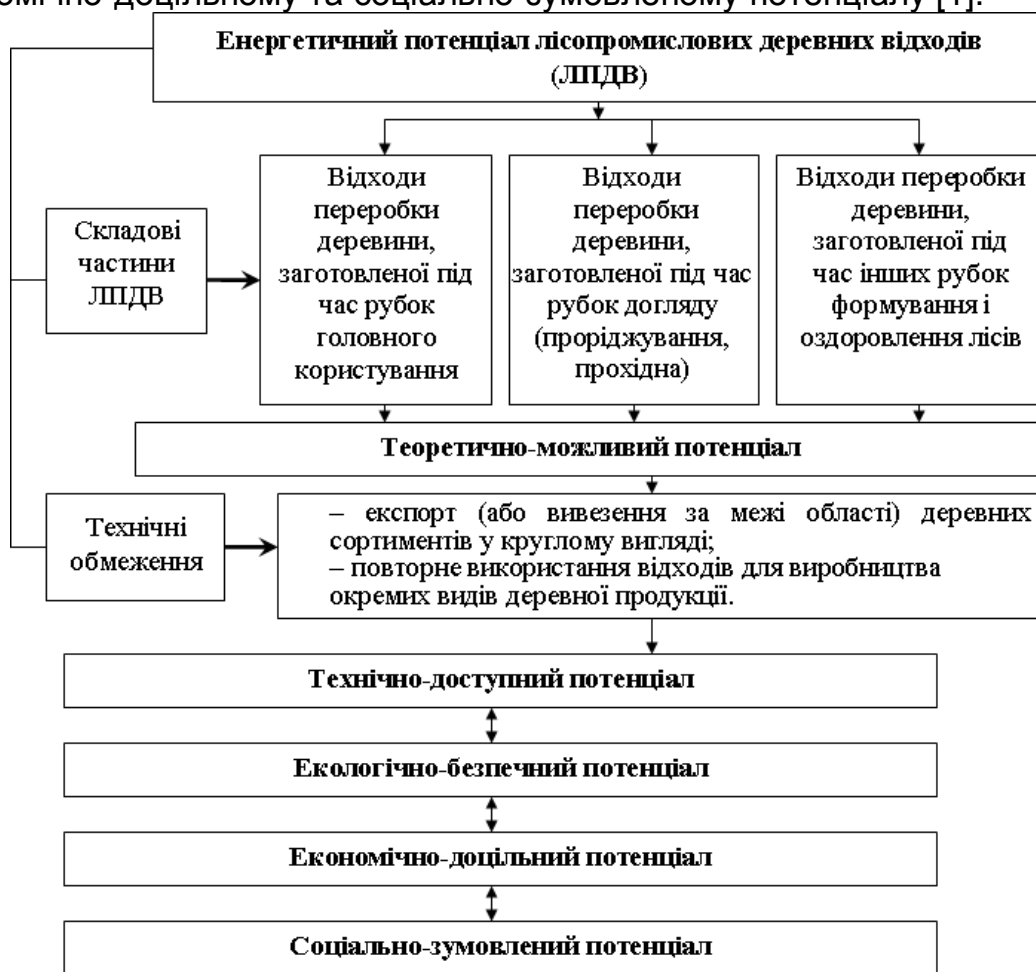 омічно-доцільному та соціально-зумовленому потенціалу [1].
Енергетичний потенціал лісопромислових деревних відходів
(ЛПДВ)
Складові
частини
ЛПДВ
Відходи
переробки
деревини,
заготовленої під
час рубок
головного
користування
Відходи
переробки
деревини,
заготовленої під час
рубок догляду
(проріджування,
прохідна)
Відходи переробки
деревини,
заготовленої під
час інших рубок
формування і
оздоровлення лісів
Теоретично-можливий потенціал
Технічні
обмеження
– експорт (або вивезення за межі області) деревних
сортиментів у круглому вигляді;
– повторне використання відходів для виробництва
окремих видів деревної продукції.
Технічно-доступний потенціал
Екологічно-безпечний потенціал
Економічно-доцільний потенціал
Соціально-зумовлений потенціал